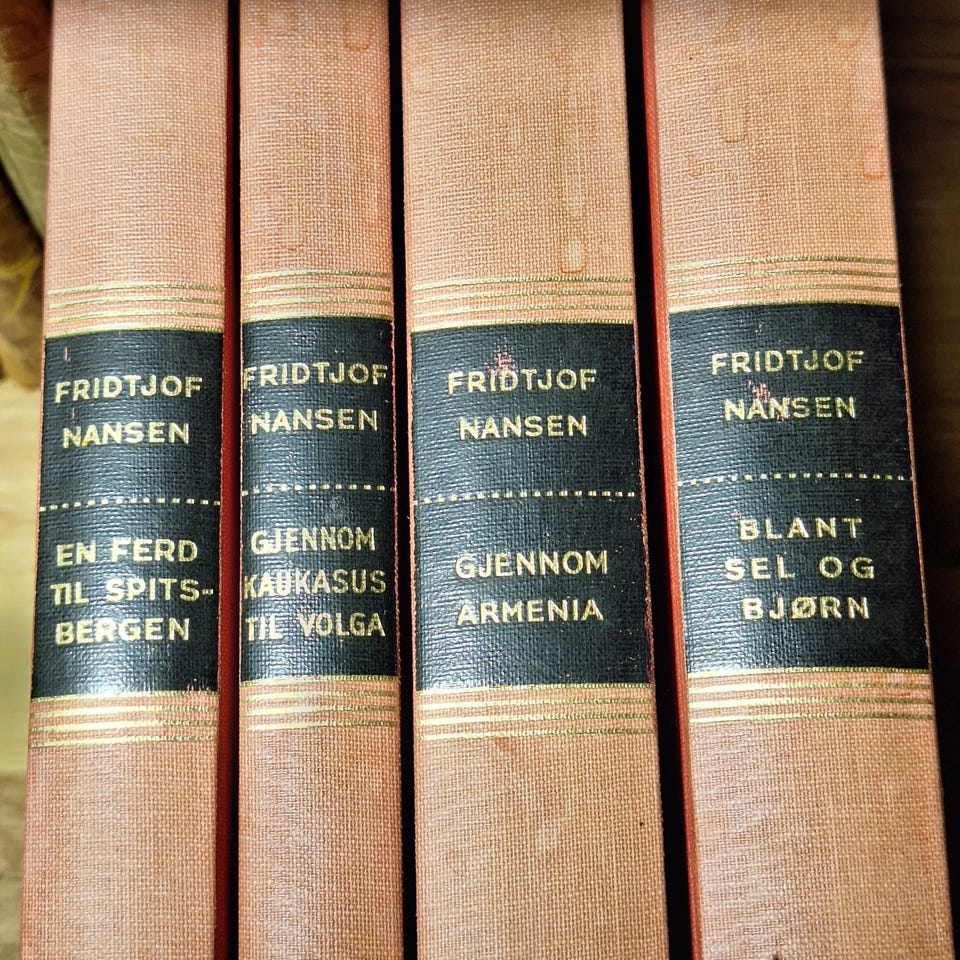 FRIDTJOF
NANSEN
EN FERD
TIL SPITS-
BERGEN
FRIDTJOF
NANSEN
GJENNOM
KAUKASUS
TIL VOLGA
FRIDTJOF
NANSEN
GJENNOM
ARMENIA
FRIDTJOF
NANSEN
BLANT
SEL OG
BJØRN